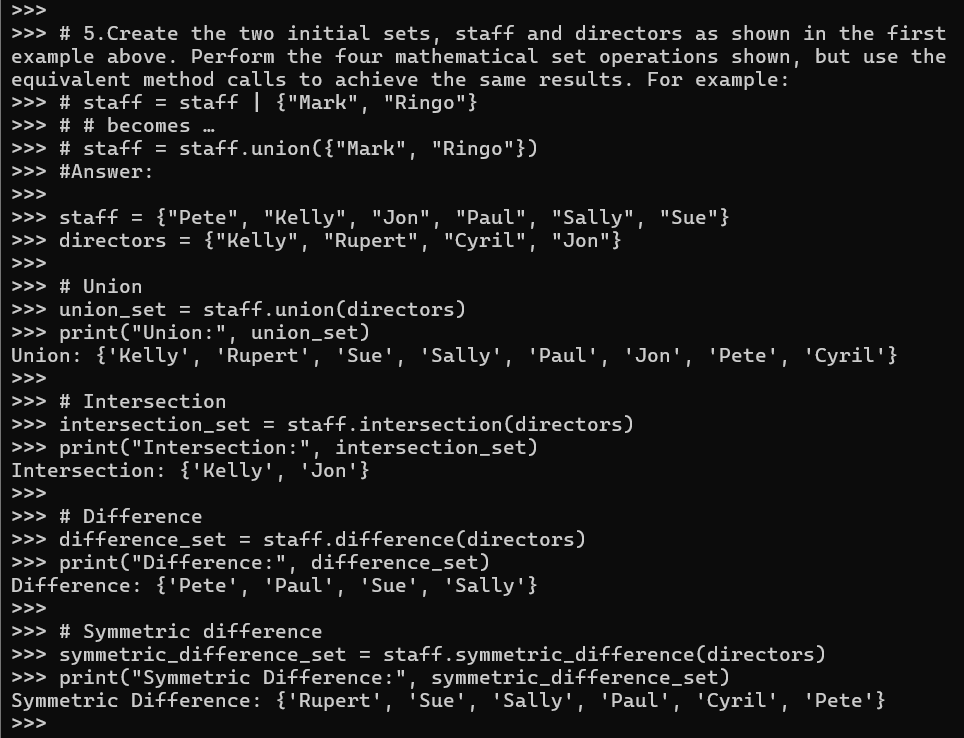 >>>
>>> # 5.Create the two initial sets, staff and directors as shown in the first
example above. Perform the four mathematical set operations shown, but use the
equivalent method calls to achieve the same results. For example:
>>> # staff = staff | {"Mark", "Ringo"}
>>> # # becomes …
>>> # staff = staff.union({"Mark", "Ringo"})
>>> #Answer:
>>>
>>> staff = {"Pete", "Kelly", "Jon", "Paul", "Sally", "Sue"}
>>> directors = {"Kelly", "Rupert", "Cyril", "Jon"}
>>>
>>> # Union
>>> union_set = staff.union(directors)
>>> print("Union:", union_set)
Union: {'Kelly', 'Rupert', 'Sue', 'Sally', 'Paul', 'Jon', 'Pete', 'Cyril'}
>>>
>>> # Intersection
>>> intersection_set = staff.intersection(directors)
>>> print("Intersection:", intersection_set)
Intersection: {'Kelly', 'Jon'}
>>>
>>> # Difference
>>> difference_set = staff.difference(directors)
>>> print("Difference:", difference_set)
Difference: {'Pete', 'Paul', 'Sue', 'Sally'}
>>>
>>> # Symmetric difference
>>> symmetric_difference_set = staff.symmetric_difference(directors)
>>> print("Symmetric Difference:", symmetric_difference_set)
Symmetric Difference: {'Rupert', 'Sue', 'Sally', 'Paul', 'Cyril', 'Pete'}
>>>